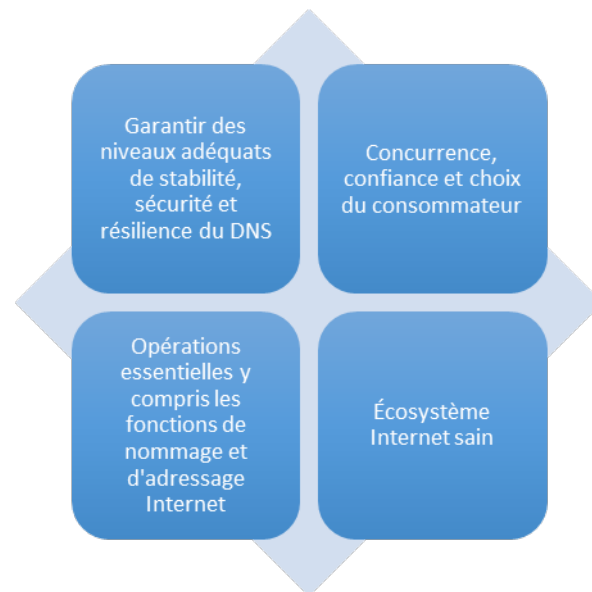 Garantir des
niveaux adéquats
de stabilité,
sécurité et
résilience du DNS
Concurrence,
confiance et choix
du consommateur
Opérations
essentielles y
compris les
fonctions de
nommage et
d'adressage
Internet
Écosystème
Internet sain